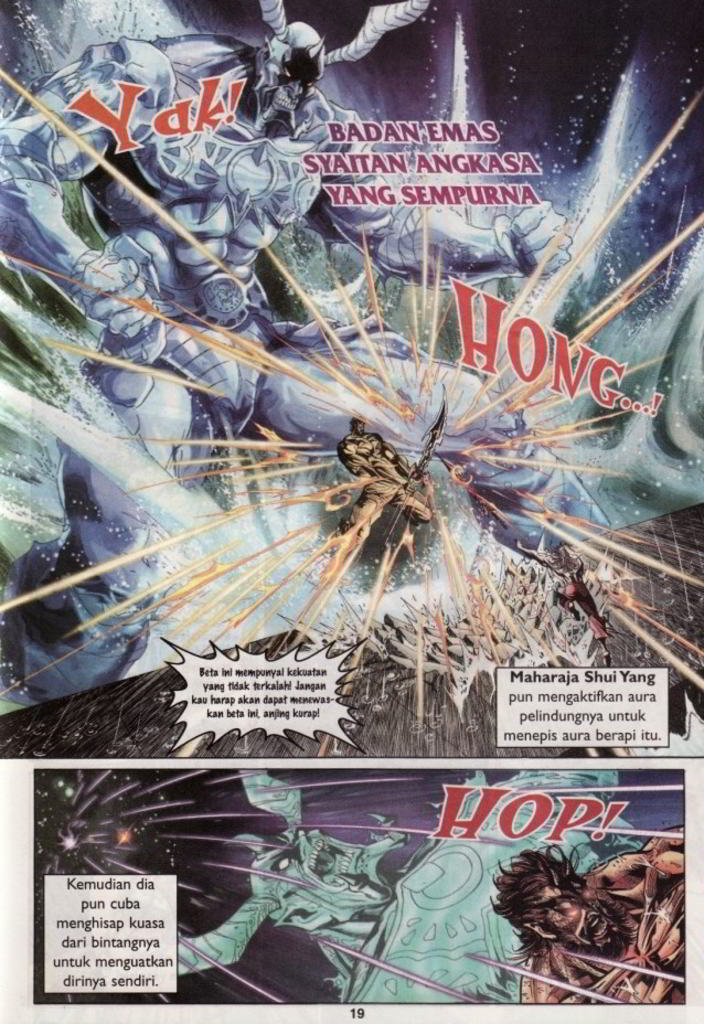 Yak!
BADAN EMAS
SYAITAN ANGKASA
YANG SEMPURNA
HONG...!
Beta ini mempunyai kekuatan
yang tidak terkalah! Jangan
kau harap akan dapat menewas-
kan beta ini, anjing kurap!
Maharaja Shui Yang
pun mengaktifkan aura
pelindungnya untuk
menepis aura berapi itu.
HOP!
Kemudian dia
pun cuba
menghisap kuasa
dari bintangnya
untuk menguatkan
dirinya sendiri.
19